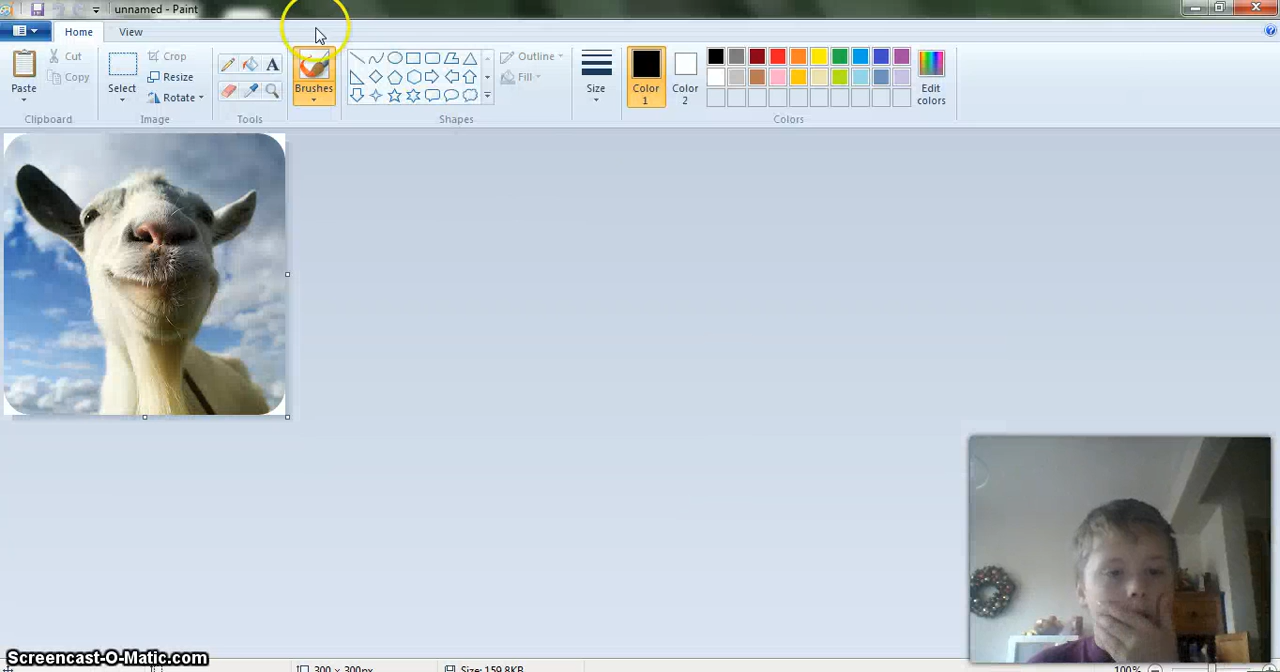 unnamed - Paint
Home View
Paste
Cut
Copy
Clipboard
Select
Crop
Resize
Rotate
Image
A
Tools
Brushes
Outline
Fill
Shapes
Size
Color 1
Color 2
Edit colors
Colors
300 × 300px
Size: 159.8KB
100%
Screencast-O-Matic.com